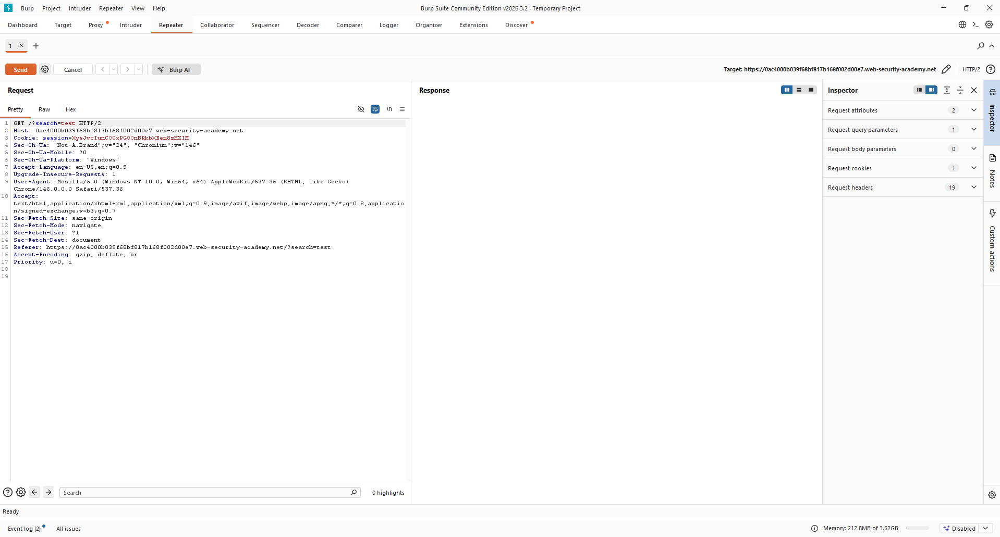 Burp Project Intruder Repeater View Help
Burp Suite Community Edition v2026.3.2 - Temporary Project
Dashboard Target Proxy Intruder Repeater Collaborator Sequencer Decoder Comparer Logger Organizer Extensions Discover
1
Send Cancel Burp AI
Target: https://0ac4000b039f68bf817b168f002d00e7.web-security-academy.net HTTP/2
Request
Pretty Raw Hex \n
1 GET /?search=test HTTP/2
2 Host: 0ac4000b039f68bf817b168f002d00e7.web-security-academy.net
3 Cookie: session=
4 Sec-Ch-Ua: "Not-A.Brand";v="24", "Chromium";v="146"
5 Sec-Ch-Ua-Mobile: ?0
6 Sec-Ch-Ua-Platform: "Windows"
7 Accept-Language: en-US,en;q=0.9
8 Upgrade-Insecure-Requests: 1
9 User-Agent: Mozilla/5.0 (Windows NT 10.0; Win64; x64) AppleWebKit/537.36 (KHTML, like Gecko)
Chrome/146.0.0.0 Safari/537.36
10 Accept:
text/html,application/xhtml+xml,application/xml;q=0.9,image/avif,image/webp,image/apng,*/*;q=0.8,applicatio
n/signed-exchange;v=b3;q=0.7
11 Sec-Fetch-Site: same-origin
12 Sec-Fetch-Mode: navigate
13 Sec-Fetch-User: ?1
14 Sec-Fetch-Dest: document
15 Referer: https://0ac4000b039f68bf817b168f002d00e7.web-security-academy.net/?search=test
16 Accept-Encoding: gzip, deflate, br
17 Priority: u=0, i
18
19
Search
0 highlights
Response
Inspector
Request attributes 2
Request query parameters 1
Request body parameters 0
Request cookies 1
Request headers 19
Inspector
Notes
Custom actions
Ready
Event log (2) All issues
Memory: 212.8MB of 3.62GB
Disabled